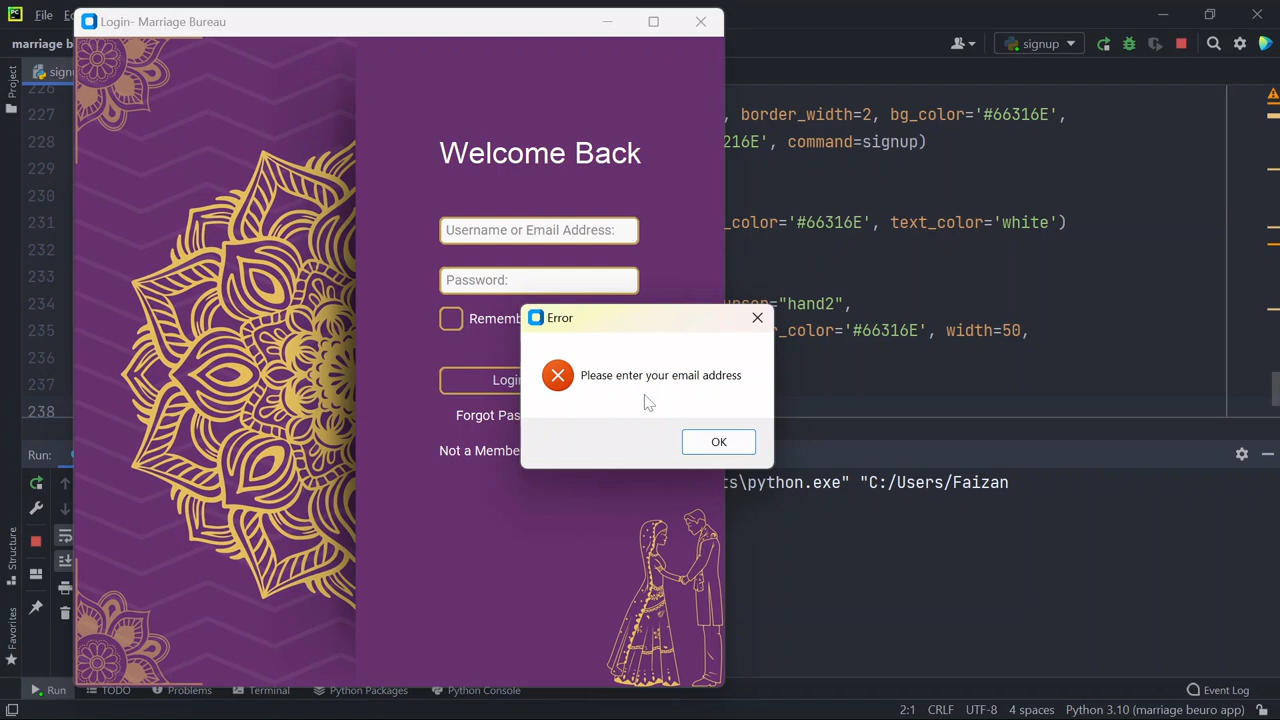 File
Login- Marriage Bureau
marriage b
signup
Project
signu
226
227
, border_width=2, bg_color='#66316E',
228
216E', command=signup)
229
230
231
_color='#66316E', text_color='white')
232
233
234
="hand2",
235
r_color='#66316E', width=50,
236
237
238
Welcome Back
Username or Email Address:
Password:
Rememb
Login
Forgot Pas
Not a Membe
Error
Please enter your email address
OK
Run:
ts\python.exe" "C:/Users/Faizan
Structure
Favorites
Run
TODO
Problems
Terminal
Python Packages
Python Console
Event Log
2:1
CRLF
UTF-8
4 spaces
Python 3.10 (marriage beuro app)